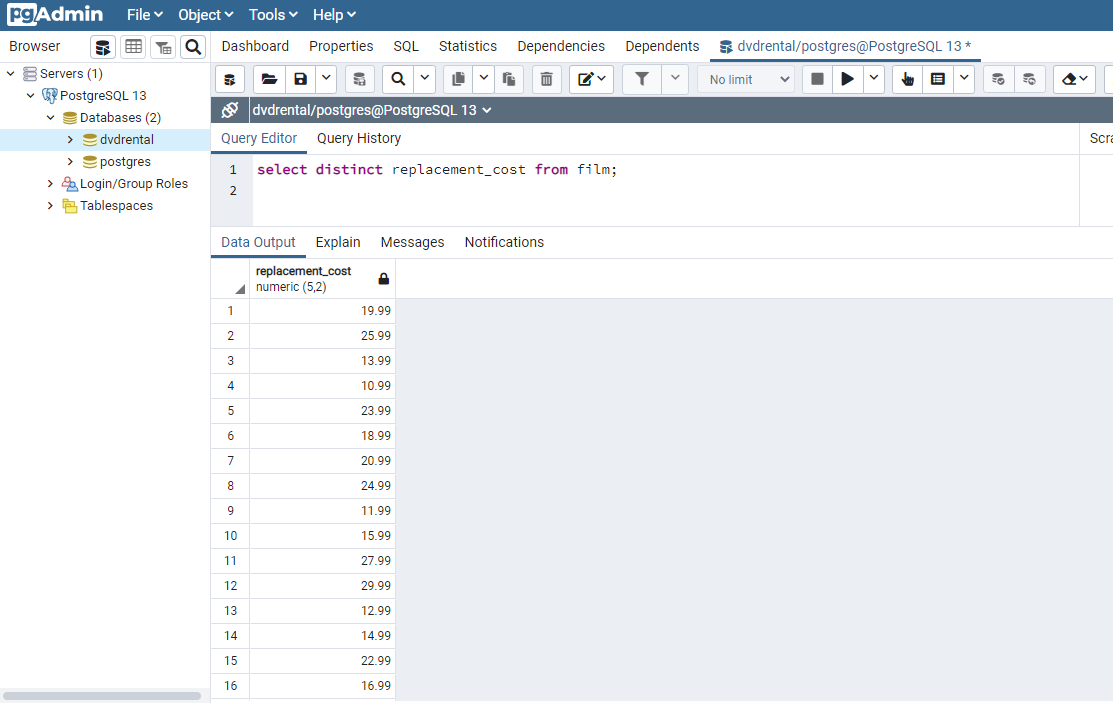 pgAdmin File Object Tools Help
Browser Dashboard Properties SQL Statistics Dependencies Dependents dvdrental/postgres@PostgreSQL 13 *
Servers (1)
PostgreSQL 13
Databases (2)
dvdrental
postgres
Login/Group Roles
Tablespaces
No limit
dvdrental/postgres@PostgreSQL 13
Query Editor Query History Scra
1 select distinct replacement_cost from film;
2
Data Output Explain Messages Notifications
replacement_cost
numeric (5,2)
1 19.99
2 25.99
3 13.99
4 10.99
5 23.99
6 18.99
7 20.99
8 24.99
9 11.99
10 15.99
11 27.99
12 29.99
13 12.99
14 14.99
15 22.99
16 16.99